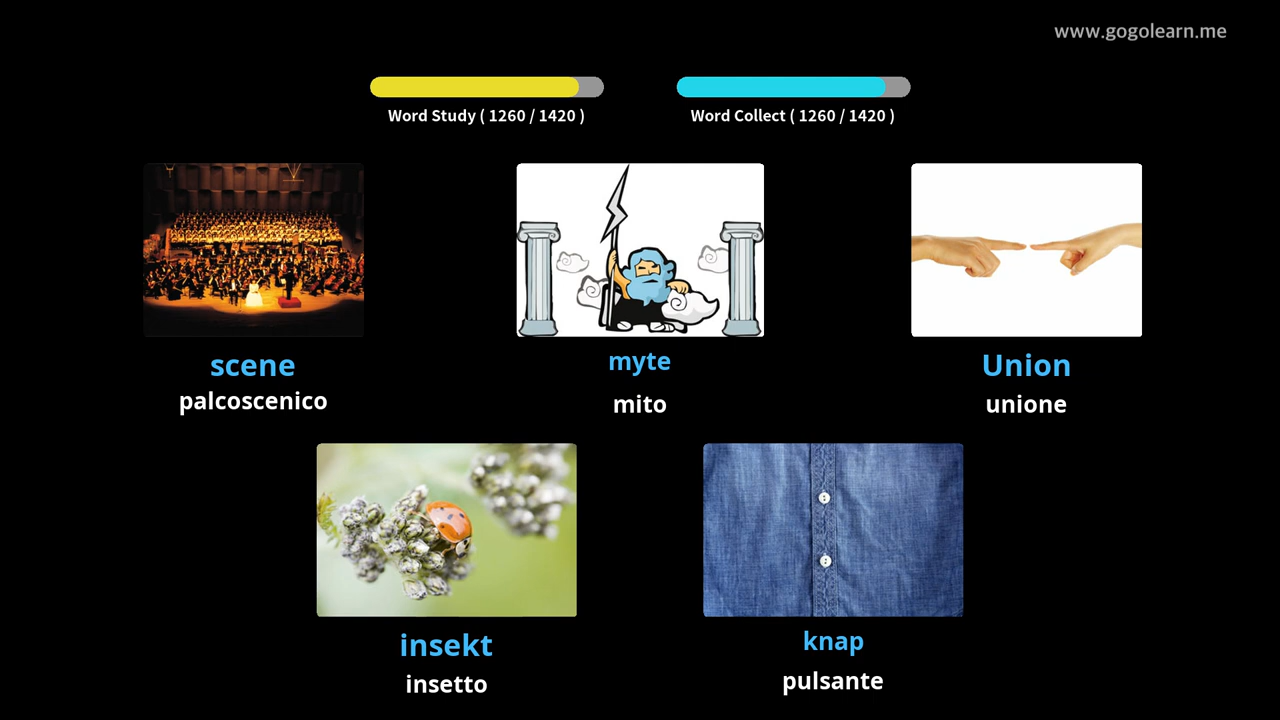 www.gogolearn.me
Word Study ( 1260 / 1420 )
Word Collect ( 1260 / 1420 )
scene
palcoscenico
myte
mito
Union
unione
insekt
insetto
knap
pulsante